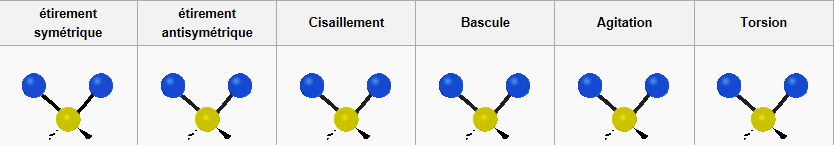 étirement
symétrique
étirement
antisymétrique
Cisaillement
Bascule
Agitation
Torsion